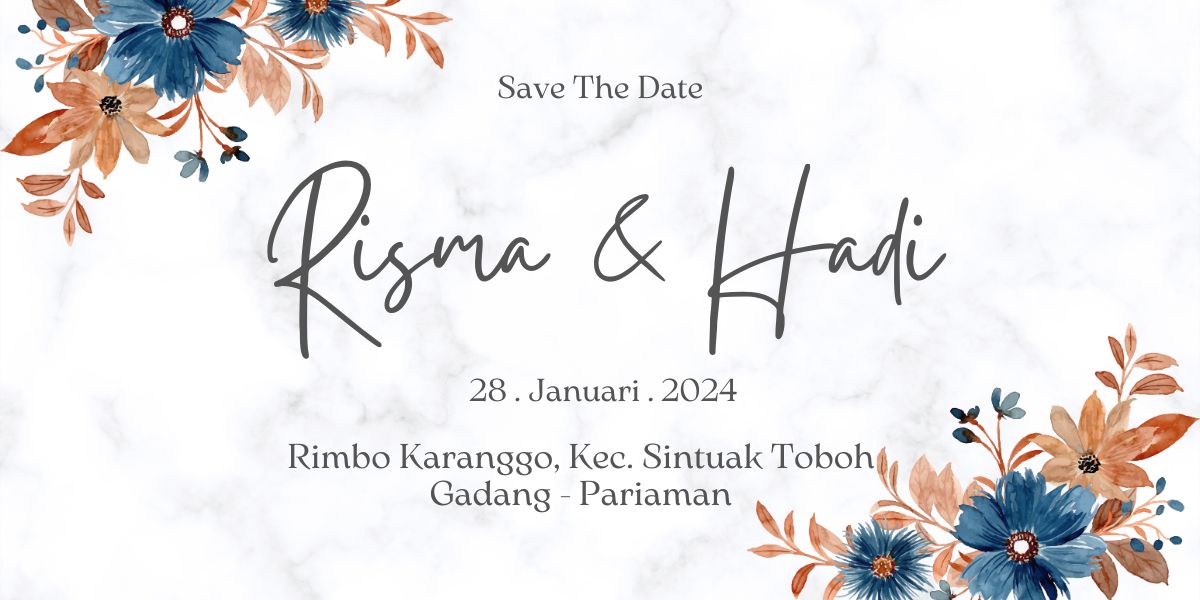 Save The Date
Risma & Hadi
28 . Januari . 2024
Rimbo Karanggo, Kec. Sintuak Toboh
Gadang - Pariaman